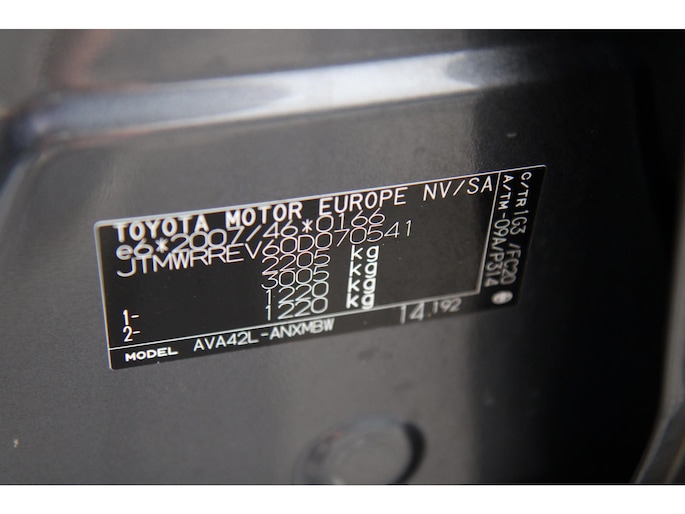 TOYOTA MOTOR EUROPE NV/SA
e6*2007/46*0166
JTMWRREV60D070541
2205 kg
3005 kg
1- 1220 kg
2- 1220 kg
MODEL AVA42L-ANXMBW 14.192
C/TR 1G3 /FC20
A/TM -09A/P314